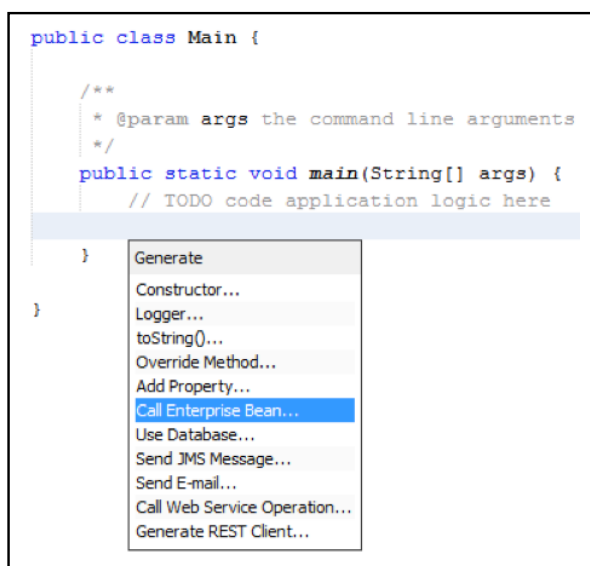 public class Main {
/**
* @param args the command line arguments
*/
public static void main(String[] args) {
// TODO code application logic here
}
}
Generate
Constructor...
Logger...
toString()...
Override Method...
Add Property...
Call Enterprise Bean...
Use Database...
Send JMS Message...
Send E-mail...
Call Web Service Operation...
Generate REST Client...